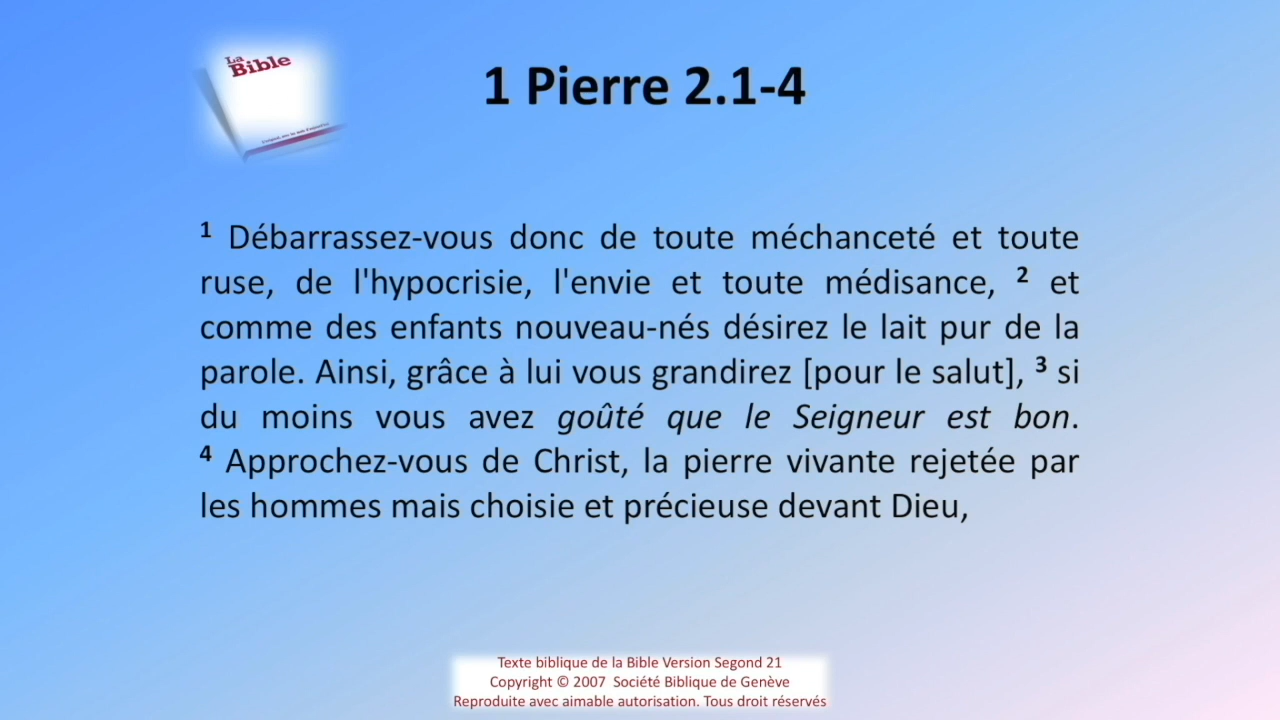 La
Bible
1 Pierre 2.1-4
1 Débarrassez-vous donc de toute méchanceté et toute
ruse, de l'hypocrisie, l'envie et toute médisance, 2 et
comme des enfants nouveau-nés désirez le lait pur de la
parole. Ainsi, grâce à lui vous grandirez [pour le salut], 3 si
du moins vous avez goûté que le Seigneur est bon.
4 Approchez-vous de Christ, la pierre vivante rejetée par
les hommes mais choisie et précieuse devant Dieu,
Texte biblique de la Bible Version Segond 21
Copyright © 2007 Société Biblique de Genève
Reproduite avec aimable autorisation. Tous droit réservés